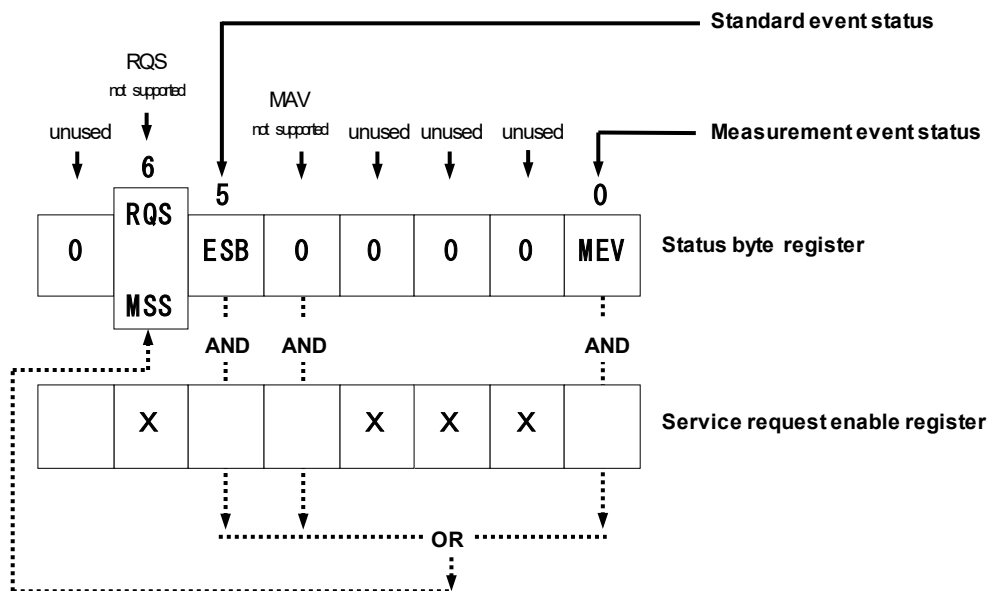 Standard event status
RQS
not supported
MAV
not supported
unused
unused
unused
unused
Measurement event status
6
5
0
RQS
MSS
0
ESB
0
0
0
0
MEV
Status byte register
AND
AND
AND
X
X
X
X
Service request enable register
OR